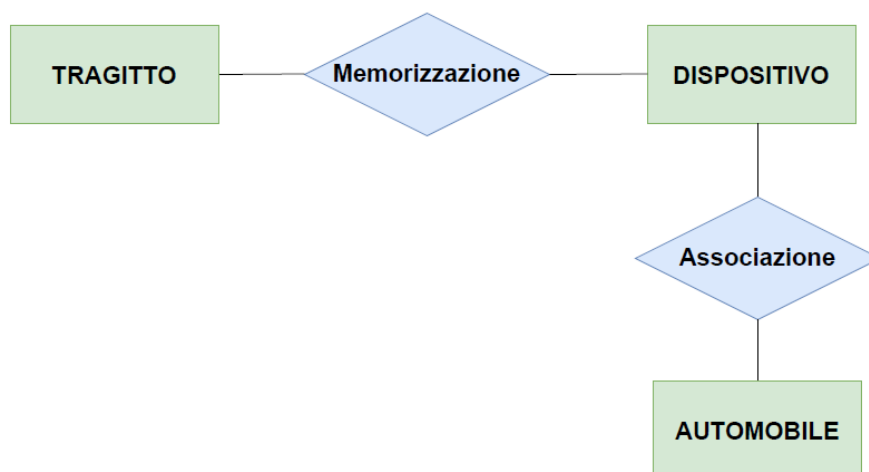 TRAGITTO
Memorizzazione
DISPOSITIVO
Associazione
AUTOMOBILE